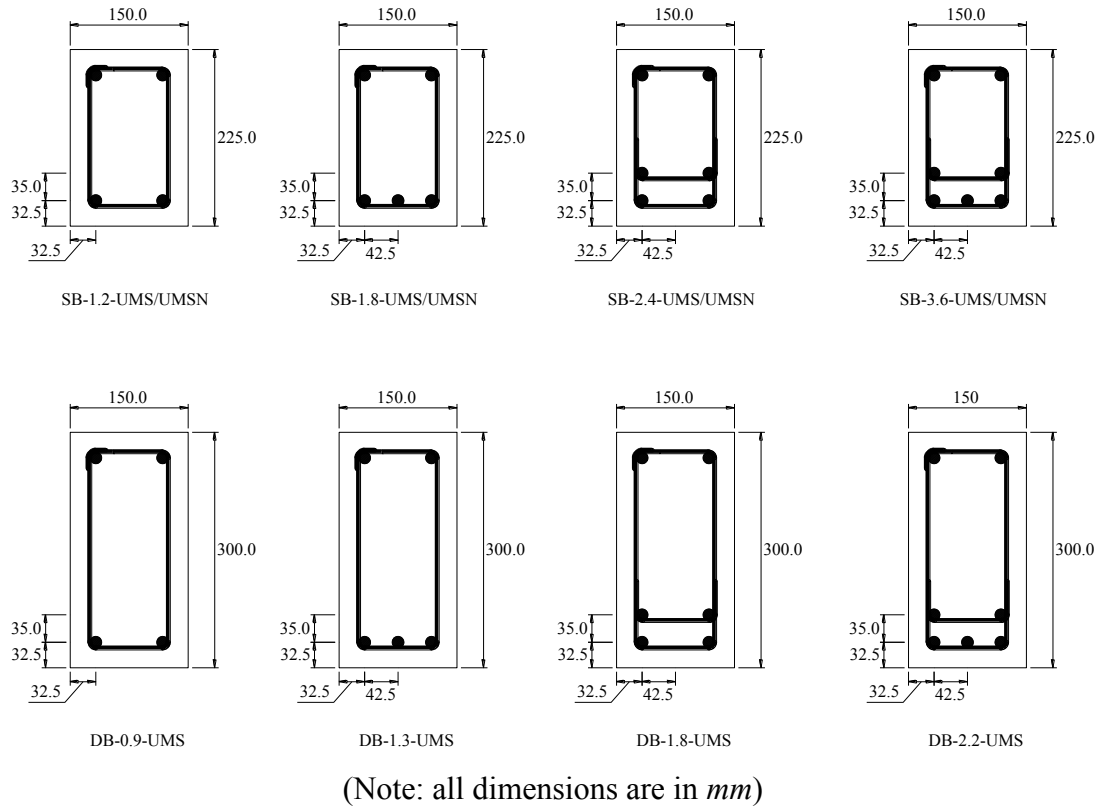 150.0 150.0 150.0 150.0
225.0 225.0 225.0 225.0
35.0 35.0 35.0 35.0
32.5 32.5 32.5 32.5
32.5 32.5 42.5 32.5 42.5 32.5 42.5
SB-1.2-UMS/UMSN SB-1.8-UMS/UMSN SB-2.4-UMS/UMSN SB-3.6-UMS/UMSN
150.0 150.0 150.0 150
300.0 300.0 300.0 300.0
35.0 35.0 35.0 35.0
32.5 32.5 32.5 32.5
32.5 32.5 42.5 32.5 42.5 32.5 42.5
DB-0.9-UMS DB-1.3-UMS DB-1.8-UMS DB-2.2-UMS
(Note: all dimensions are in mm)